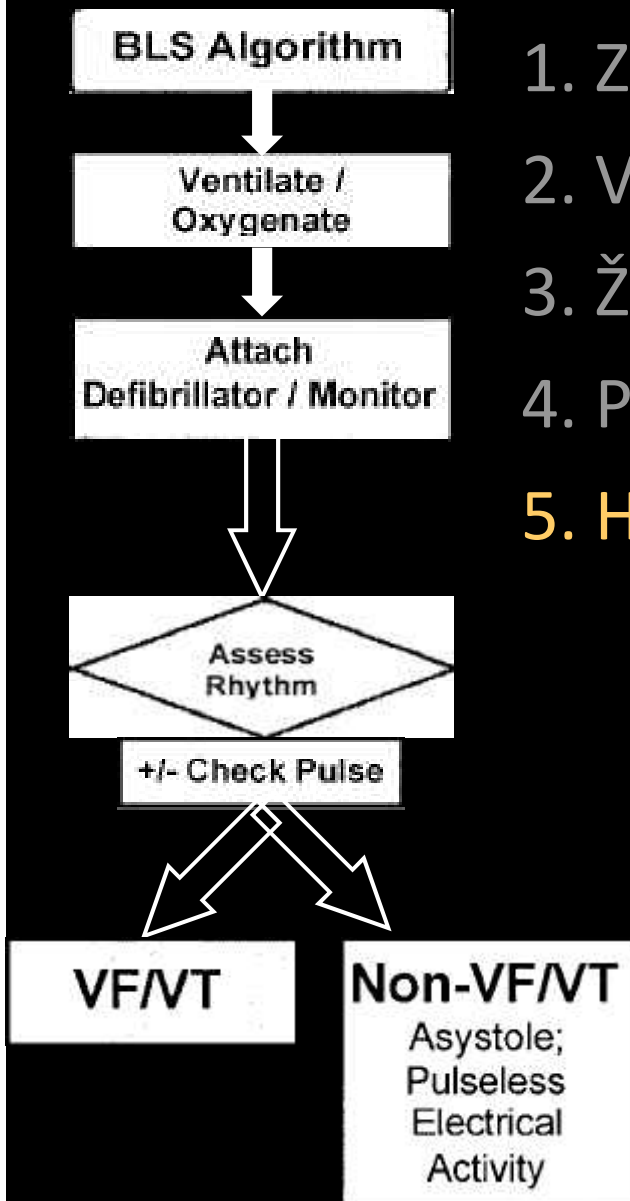 BLS Algorithm
Ventilate /
Oxygenate
Attach
Defibrillator / Monitor
Assess
Rhythm
+/- Check Pulse
VF/VT
Non-VF/VT
Asystole;
Pulseless
Electrical
Activity
1. Z
2. V
3. Ž
4. P
5. H